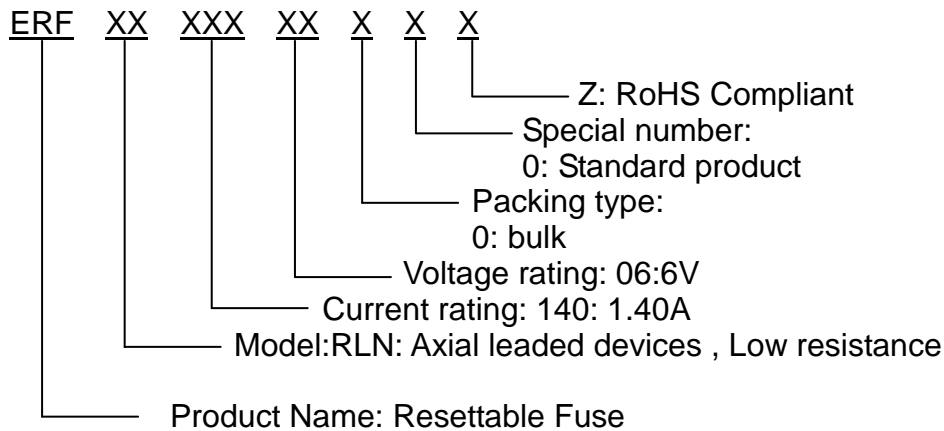 ERF XX XXX XX X X X
Z: RoHS Compliant
Special number:
0: Standard product
Packing type:
0: bulk
Voltage rating: 06:6V
Current rating: 140: 1.40A
Model:RLN: Axial leaded devices , Low resistance
Product Name: Resettable Fuse